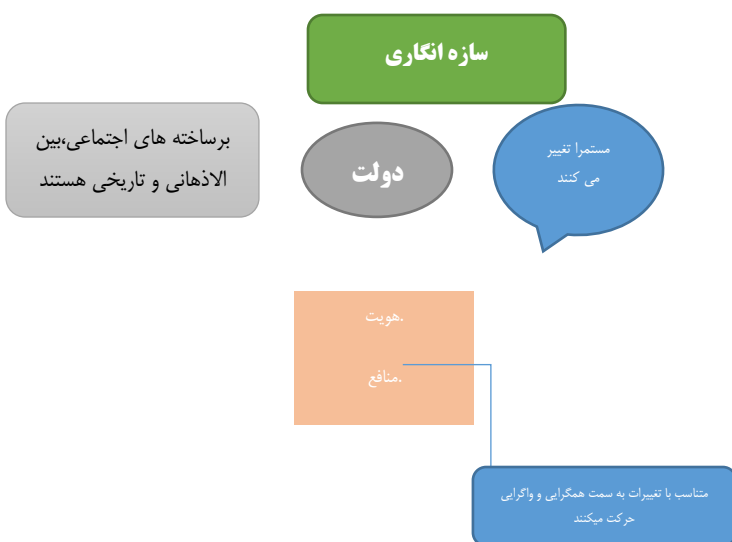 سازه انگاری
برساخته های اجتماعی،بین
الاذهانی و تاریخی هستند
دولت
مستمرا تغییر
می کنند
.هویت
.منافع
متناسب با تغییرات به سمت همگرایی و واگرایی
حرکت میکنند